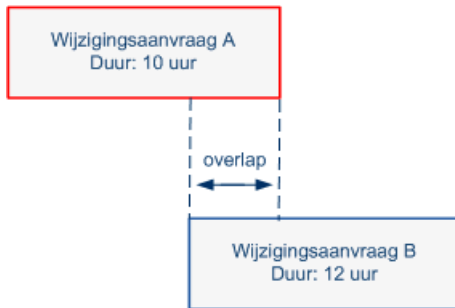 Wijzigingsaanvraag A
Duur: 10 uur
overlap
Wijzigingsaanvraag B
Duur: 12 uur